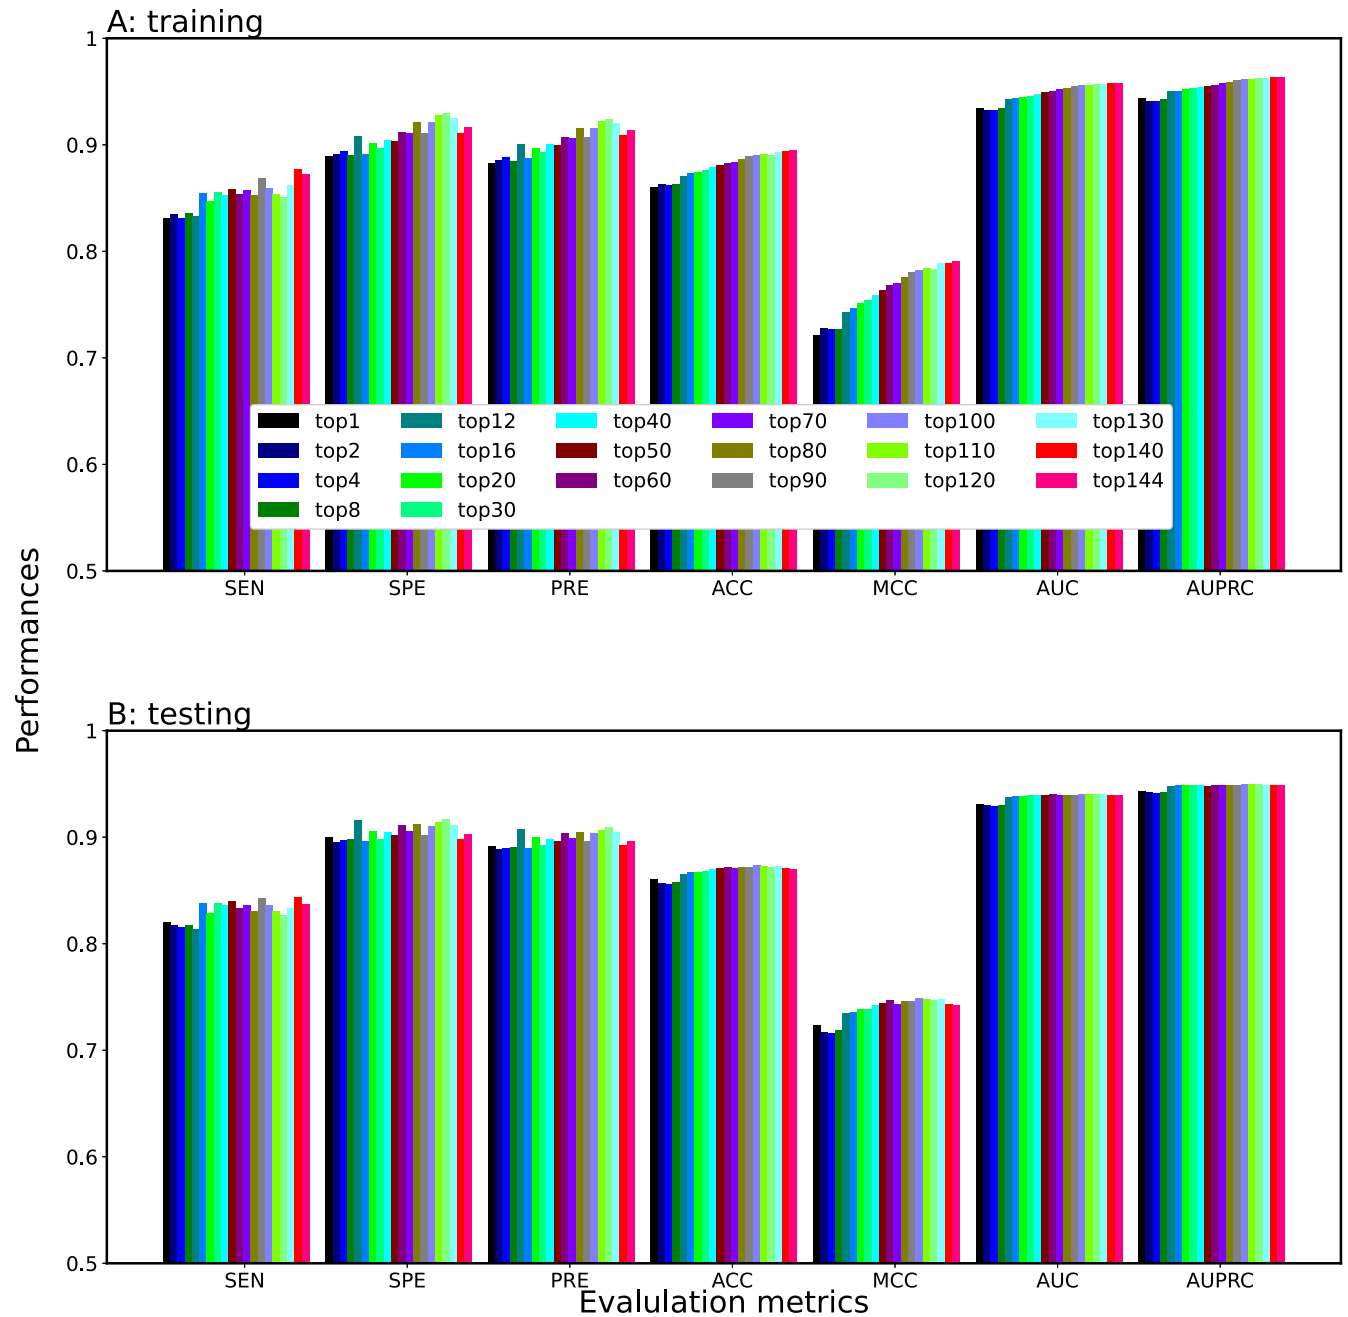 A: training
1
0.9
0.8
0.7
0.6
0.5
top1 top12 top40 top70 top100 top130
top2 top16 top50 top80 top110 top140
top4 top20 top60 top90 top120 top144
top8 top30
SEN SPE PRE ACC MCC AUC AUPRC
Performances
B: testing
1
0.9
0.8
0.7
0.6
0.5
SEN SPE PRE ACC MCC AUC AUPRC
Evalulation metrics